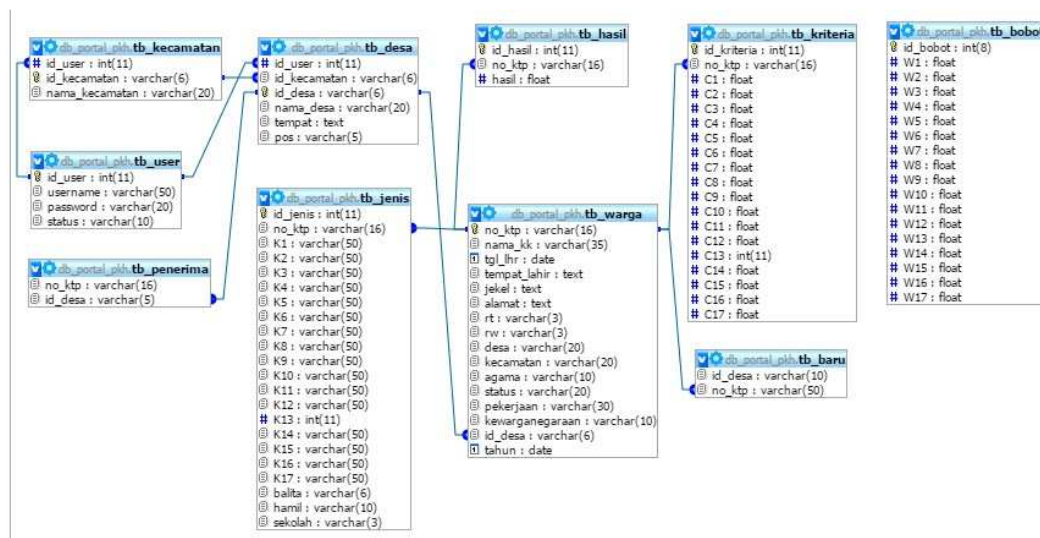 db_portal_pkh.tb_kecamatan
id_user : int(11)
id_kecamatan : varchar(6)
nama_kecamatan : varchar(20)
db_portal_pkh.tb_desa
id_user : int(11)
id_kecamatan : varchar(6)
id_desa : varchar(6)
nama_desa : varchar(20)
tempat : text
pos : varchar(5)
db_portal_pkh.tb_hasil
id_hasil : int(11)
no_ktp : varchar(16)
hasil : float
db_portal_pkh.tb_kriteria
id_kriteria : int(11)
no_ktp : varchar(16)
C1 : float
C2 : float
C3 : float
C4 : float
C5 : float
C6 : float
C7 : float
C8 : float
C9 : float
C10 : float
C11 : float
C12 : float
C13 : int(11)
C14 : float
C15 : float
C16 : float
C17 : float
db_portal_pkh.tb_bobot
id_bobot : int(8)
W1 : float
W2 : float
W3 : float
W4 : float
W5 : float
W6 : float
W7 : float
W8 : float
W9 : float
W10 : float
W11 : float
W12 : float
W13 : float
W14 : float
W15 : float
W16 : float
W17 : float
db_portal_pkh.tb_user
id_user : int(11)
username : varchar(50)
password : varchar(20)
status : varchar(10)
db_portal_pkh.tb_penerima
no_ktp : varchar(16)
id_desa : varchar(5)
db_portal_pkh.tb_jenis
id_jenis : int(11)
no_ktp : varchar(16)
K1 : varchar(50)
K2 : varchar(50)
K3 : varchar(50)
K4 : varchar(50)
K5 : varchar(50)
K6 : varchar(50)
K7 : varchar(50)
K8 : varchar(50)
K9 : varchar(50)
K10 : varchar(50)
K11 : varchar(50)
K12 : varchar(50)
K13 : int(11)
K14 : varchar(50)
K15 : varchar(50)
K16 : varchar(50)
K17 : varchar(50)
balita : varchar(6)
hamil : varchar(10)
sekolah : varchar(3)
db_portal_pkh.tb_warga
no_ktp : varchar(16)
nama_kk : varchar(35)
tgl_lhr : date
tempat_lahir : text
jekel : text
alamat : text
rt : varchar(3)
rw : varchar(3)
desa : varchar(20)
kecamatan : varchar(20)
agama : varchar(10)
status : varchar(20)
pekerjaan : varchar(30)
kewarganegaraan : varchar(10)
id_desa : varchar(6)
tahun : date
db_portal_pkh.tb_baru
id_desa : varchar(10)
no_ktp : varchar(50)